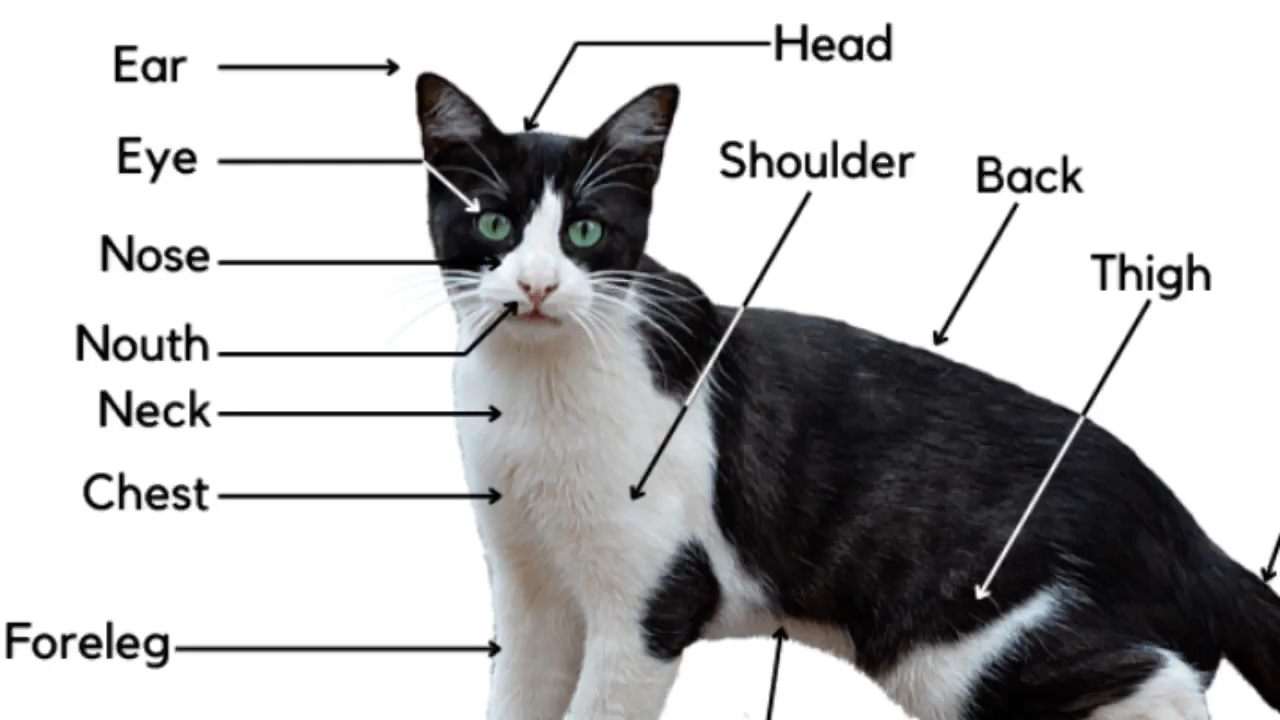 Head
Ear
Eye
Shoulder
Back
Nose
Thigh
Nouth
Neck
Chest
Foreleg